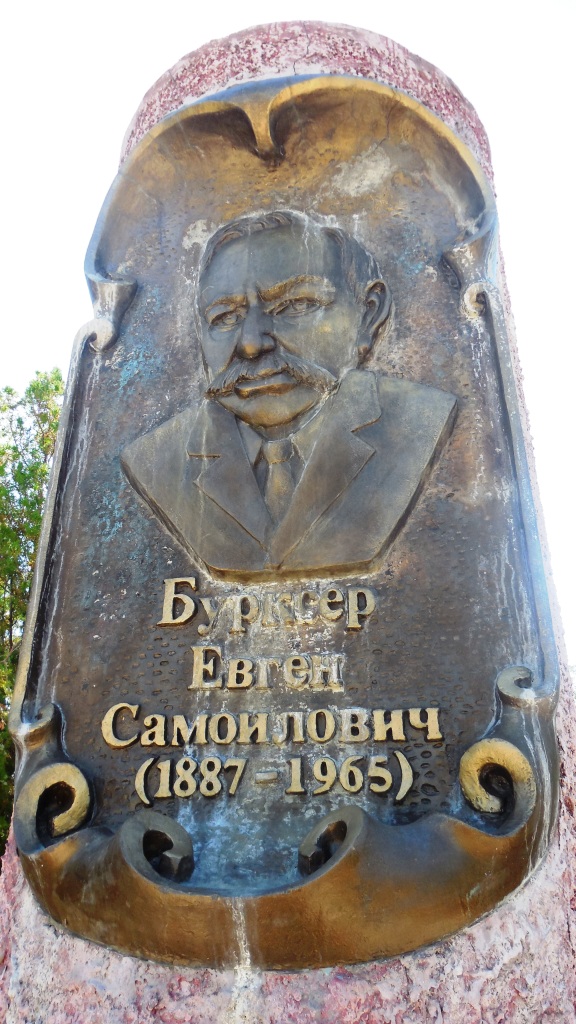 Бурксер
Евген
Самоилович
(1887-1965)